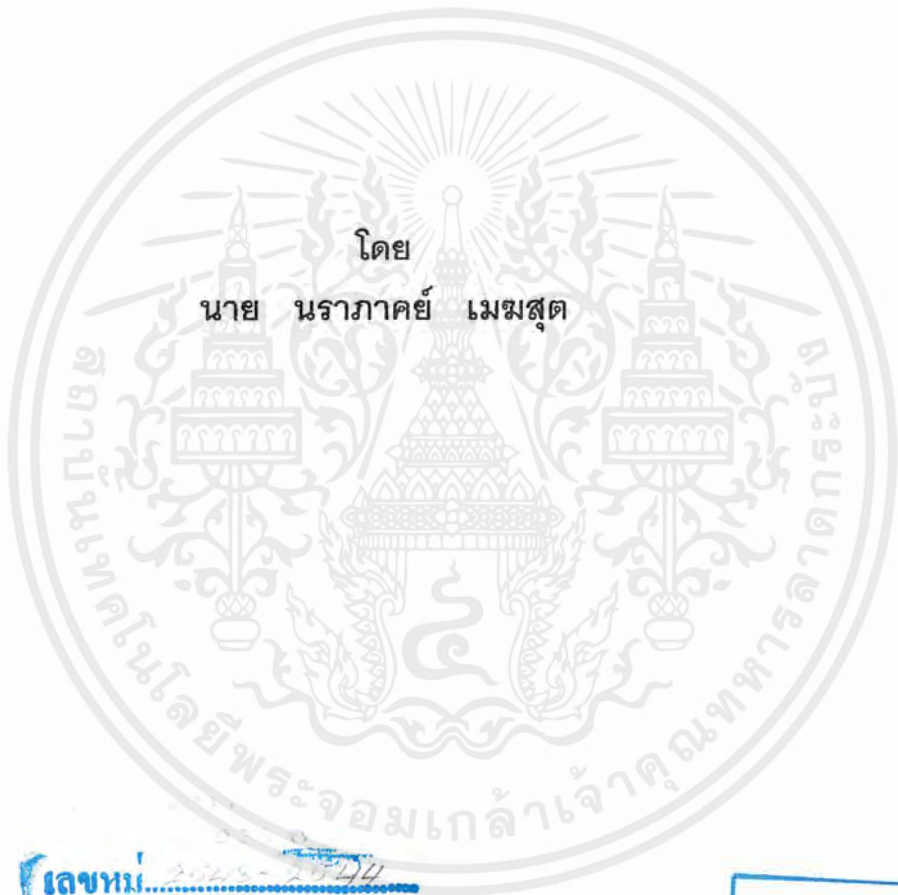 โดย
นาย นราภาคย์ เมฆสุต
สถาบันเทคโนโลยีพระจอมเกล้าเจ้าคุณทหารลาดกระบัง
๔
เลขหมู่